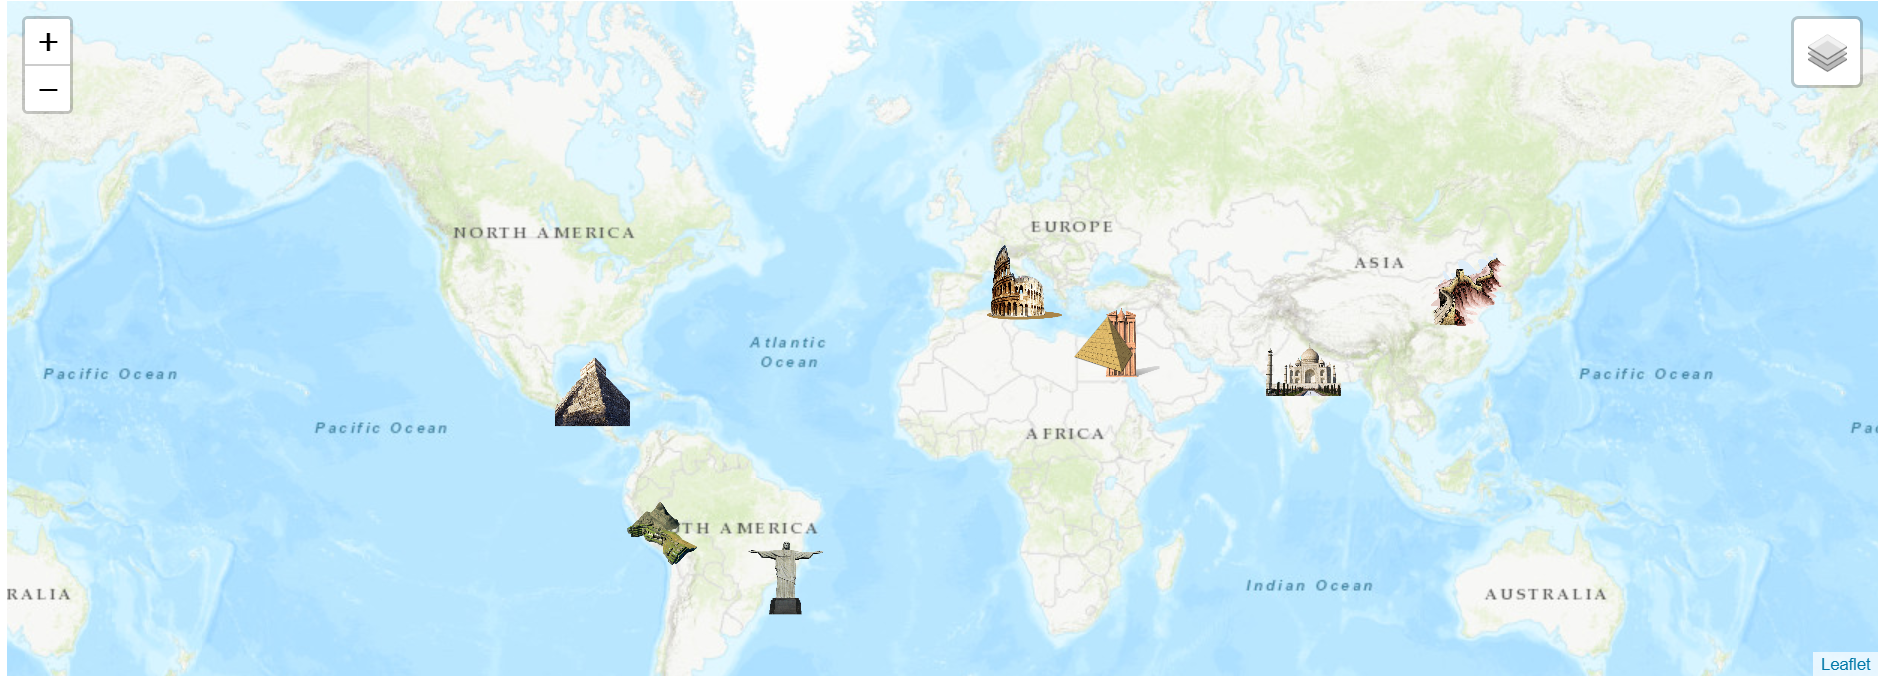 +
−
NORTH AMERICA
EUROPE
ASIA
Atlantic
Ocean
Pacific Ocean
Pacific Ocean
Pacific Ocean
Pac
AFRICA
TH AMERICA
Indian Ocean
RALIA
AUSTRALIA
Leaflet